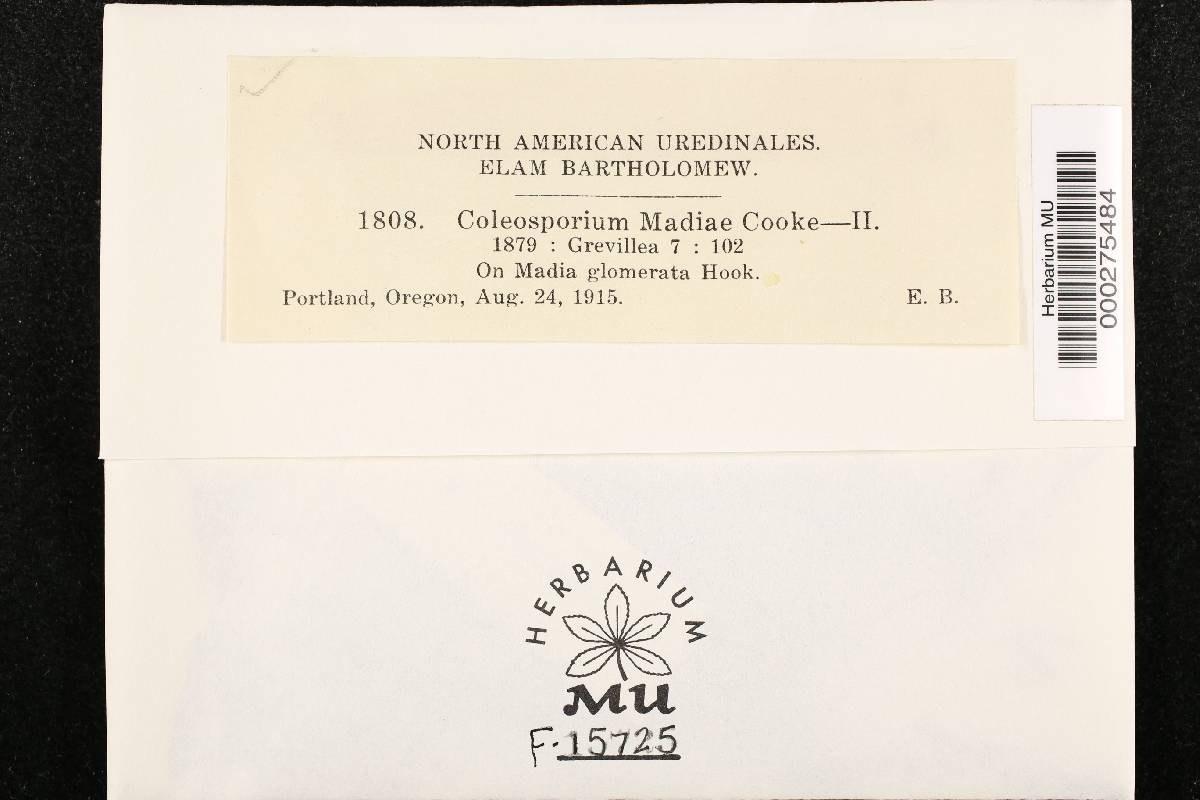 NORTH AMERICAN UREDINALES.
ELAM BARTHOLOMEW.
1808. Coleosporium Madiae Cooke—II.
1879 : Grevillea 7 : 102
On Madia glomerata Hook.
Portland, Oregon, Aug. 24, 1915. E. B.
Herbarium MU
000275484
HERBARIUM
MU
F. 15725